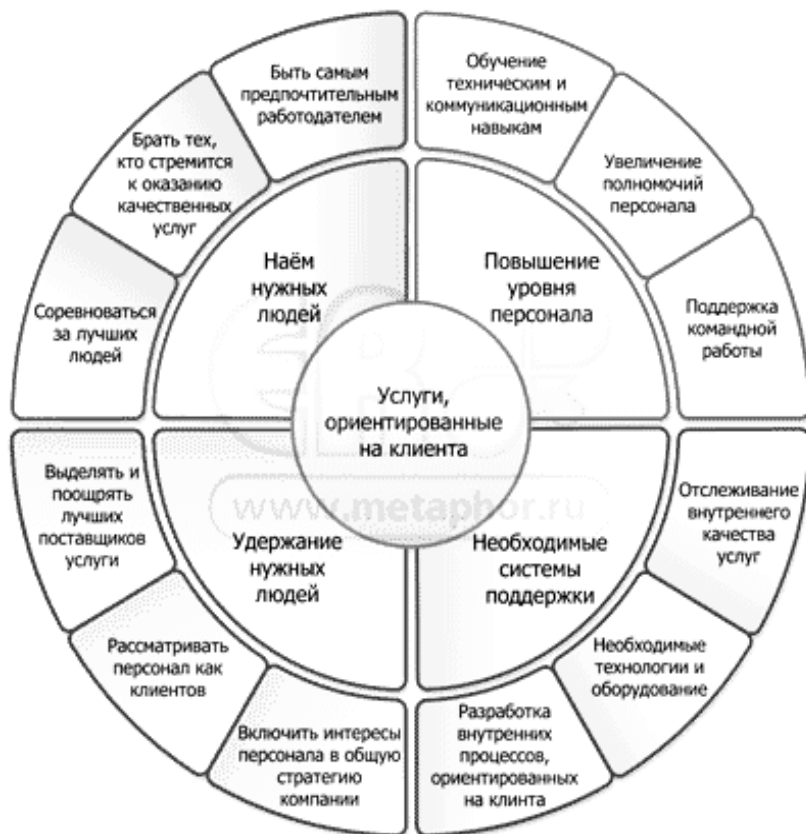 Быть самым
предпочтительным
работодателем
Обучение
техническим и
коммуникационным
навыкам
Брать тех,
кто стремится
к оказанию
качественных
услуг
Увеличение
полномочий
персонала
Соревноваться
за лучших
людей
Наём
нужных
людей
Повышение
уровня
персонала
Поддержка
командной
работы
Услуги,
ориентированные
на клиента
www.metaphor.ru
Выделять и
поощрять
лучших
поставщиков
услуги
Удержание
нужных
людей
Необходимые
системы
поддержки
Отслеживание
внутреннего
качества
услуг
Рассматривать
персонал как
клиентов
Необходимые
технологии и
оборудование
Включить интересы
персонала в общую
стратегию
компании
Разработка
внутренних
процессов,
ориентированных
на клинта